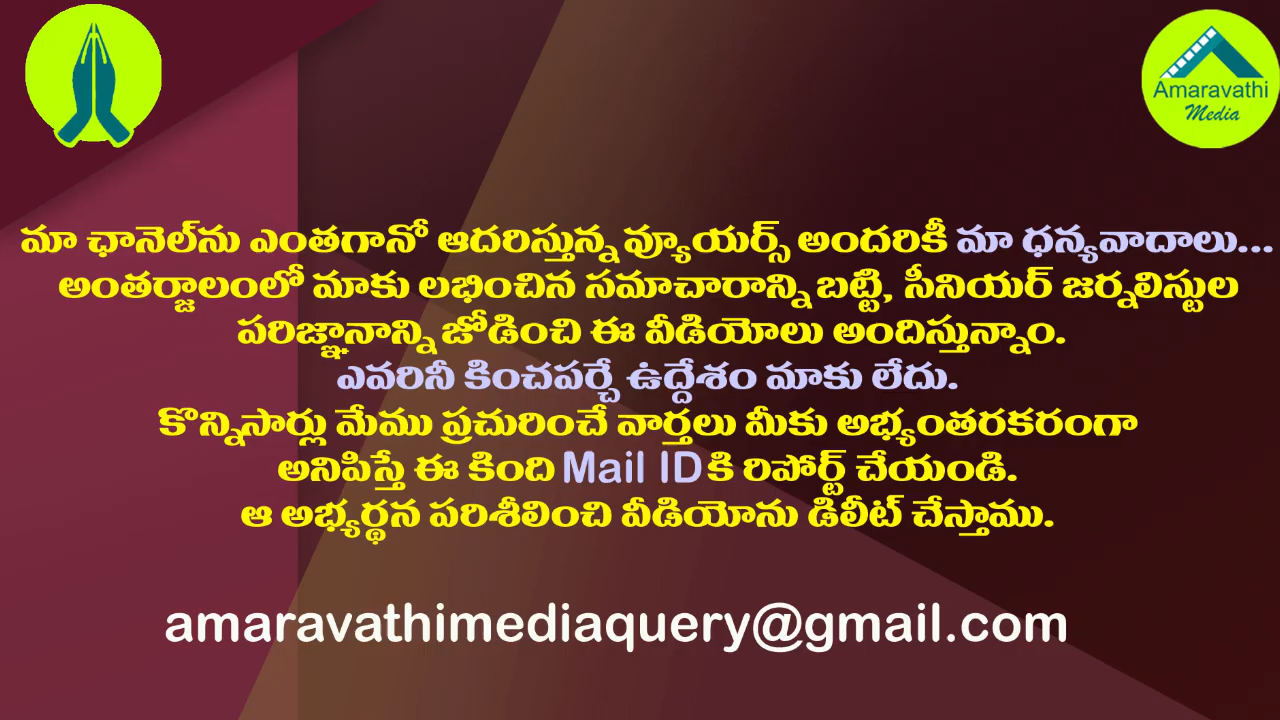 Amaravathi
Media
మా ఛానెల్‌ను ఎంతగానో ఆదరిస్తున్న వ్యూయర్స్ అందరికీ మా ధన్యవాదాలు...
అంతర్జాలంలో మాకు లభించిన సమాచారాన్ని బట్టి, సీనియర్ జర్నలిస్టుల
పరిజ్ఞానాన్ని జోడించి ఈ వీడియోలు అందిస్తున్నాం.
ఎవరినీ కించపర్చే ఉద్దేశం మాకు లేదు.
కొన్నిసార్లు మేము ప్రచురించే వార్తలు మీకు అభ్యంతరకరంగా
అనిపిస్తే ఈ కింది Mail ID కి రిపోర్ట్ చేయండి.
ఆ అభ్యర్థన పరిశీలించి వీడియోను డిలీట్ చేస్తాము.
amaravathimediaquery@gmail.com